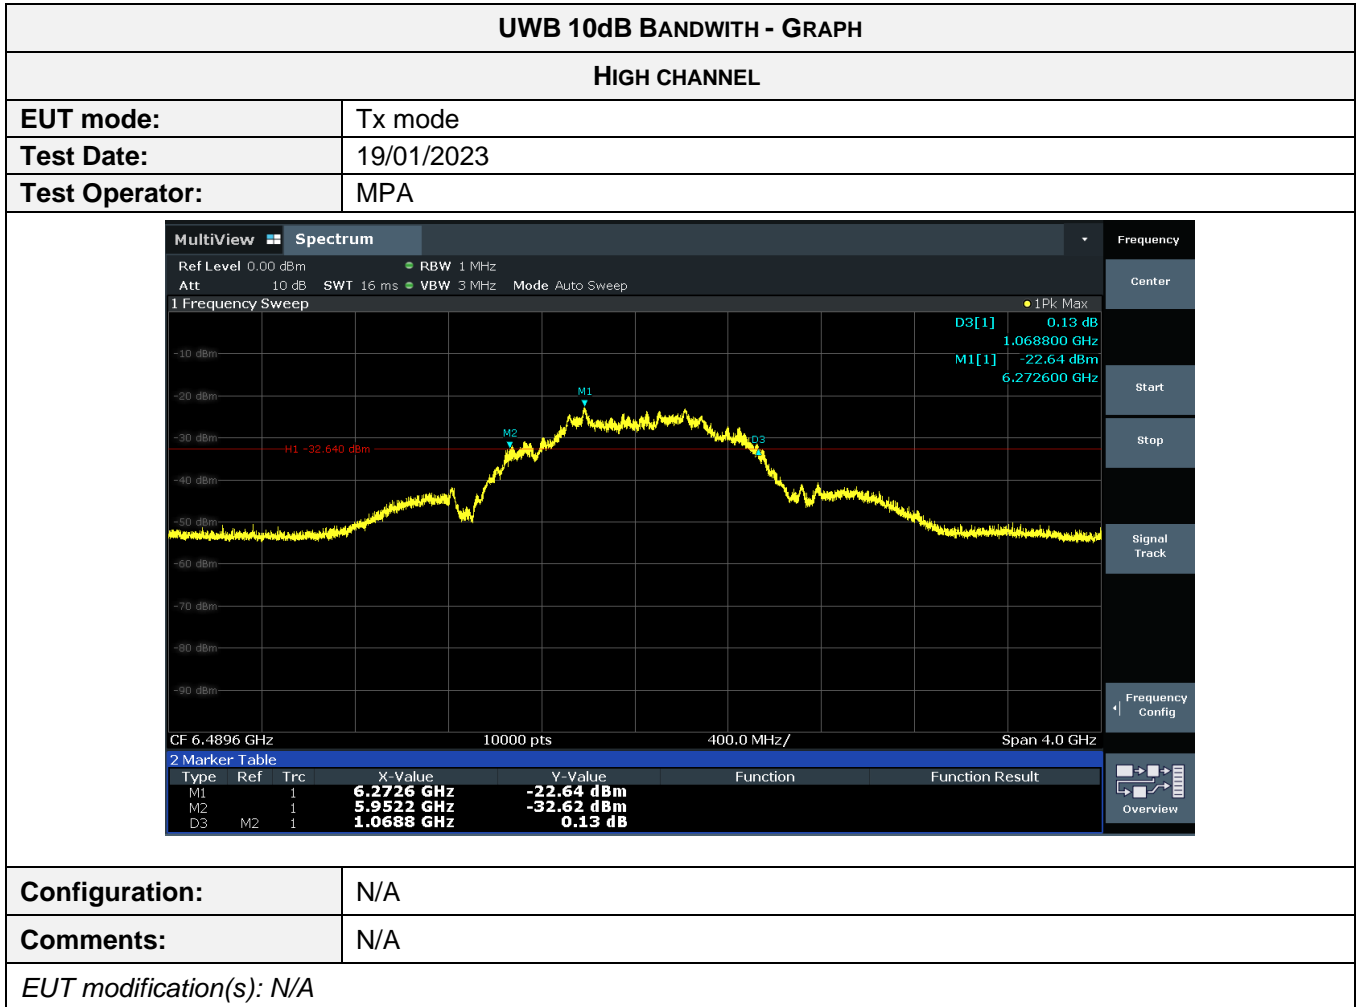 UWB 10dB BANDWITH - GRAPH
HIGH CHANNEL
EUT mode: Tx mode
Test Date: 19/01/2023
Test Operator: MPA
MultiView Spectrum
Frequency
Ref Level 0.00 dBm RBW 1 MHz
Att 10 dB SWT 16 ms VBW 3 MHz Mode Auto Sweep
Center
1 Frequency Sweep 1Pk Max
D3[1] 0.13 dB
1.068800 GHz
-10 dBm
M1[1] -22.64 dBm
6.272600 GHz
Start
-20 dBm
M1
Stop
-30 dBm
M2
D3
H1 -32.640 dBm
-40 dBm
-50 dBm
Signal
Track
-60 dBm
-70 dBm
-80 dBm
-90 dBm
Frequency
Config
CF 6.4896 GHz 10000 pts 400.0 MHz/ Span 4.0 GHz
2 Marker Table
Type Ref Trc X-Value Y-Value Function Function Result
M1 1 6.2726 GHz -22.64 dBm
M2 1 5.9522 GHz -32.62 dBm
D3 M2 1 1.0688 GHz 0.13 dB
Overview
Configuration: N/A
Comments: N/A
EUT modification(s): N/A